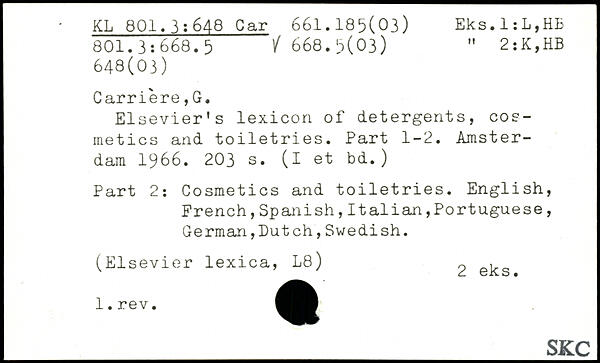 KL 801.3:648 Car 661.185(03) Eks.1:L,HB
801.3:668.5 V 668.5(03) " 2:K,HB
648(03)
Carrière,G.
Elsevier's lexicon of detergents, cos-
metics and toiletries. Part 1-2. Amster-
dam 1966. 203 s. (I et bd.)
Part 2: Cosmetics and toiletries. English,
French,Spanish,Italian,Portuguese,
German,Dutch,Swedish.
(Elsevier lexica, L8)
2 eks.
1.rev.
SKC